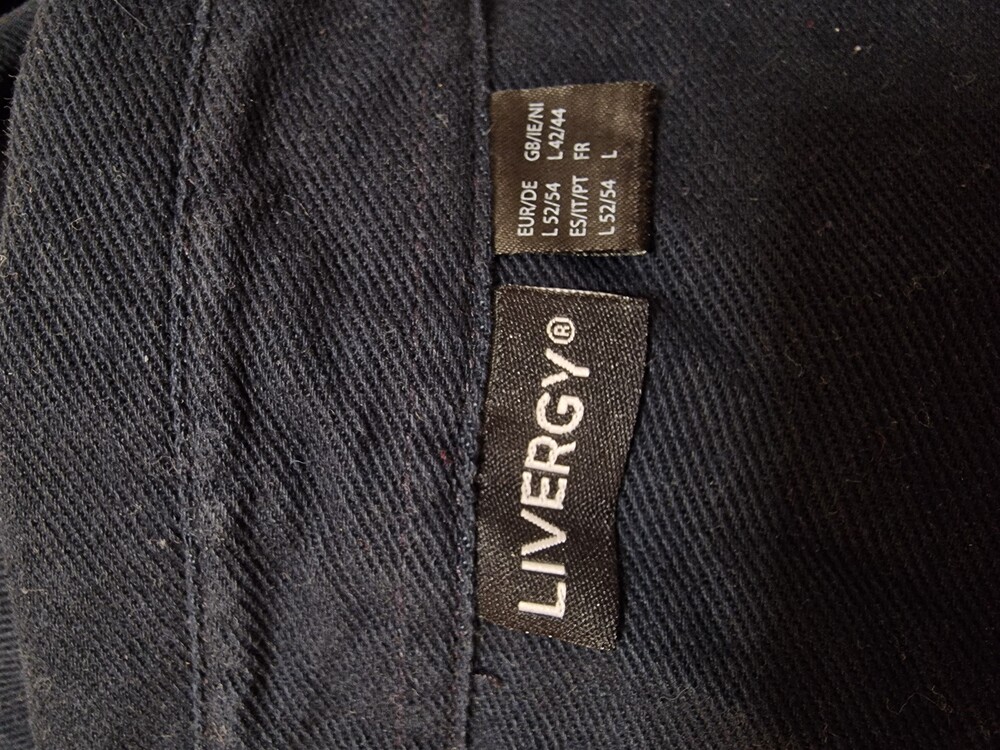 EUR/DE GB/IE/NI
L 52/54 L 42/44
ES/IT/PT FR
L 52/54 L
LIVERGY®